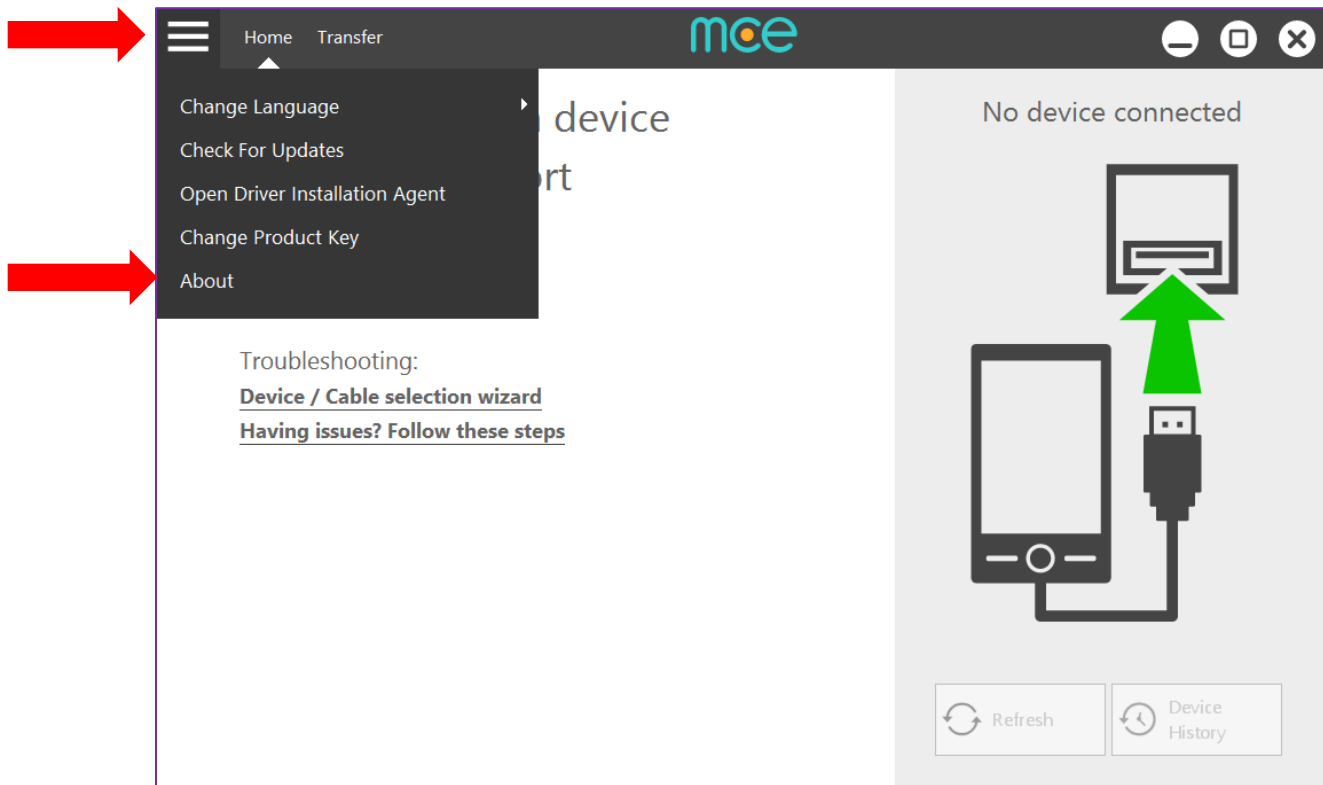 Home Transfer
mce
Change Language
Check For Updates
Open Driver Installation Agent
Change Product Key
About
device
rt
Troubleshooting:
Device / Cable selection wizard
Having issues? Follow these steps
No device connected
Refresh
Device
History